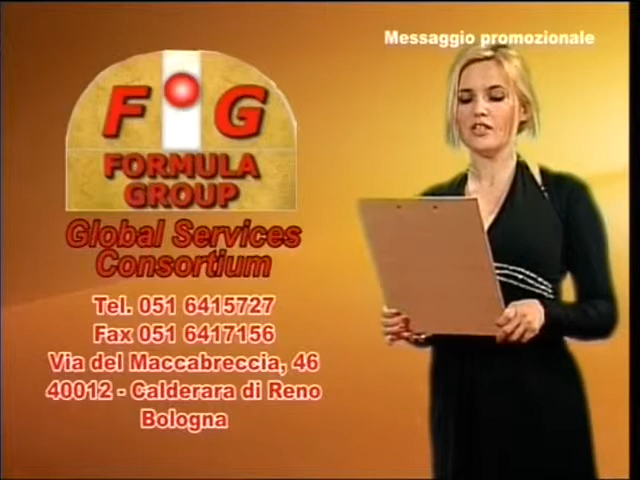 Messaggio promozionale
F G
FORMULA
GROUP
Global Services
Consortium
Tel. 051 6415727
Fax 051 6417156
Via del Maccabreccia, 46
40012 - Calderara di Reno
Bologna